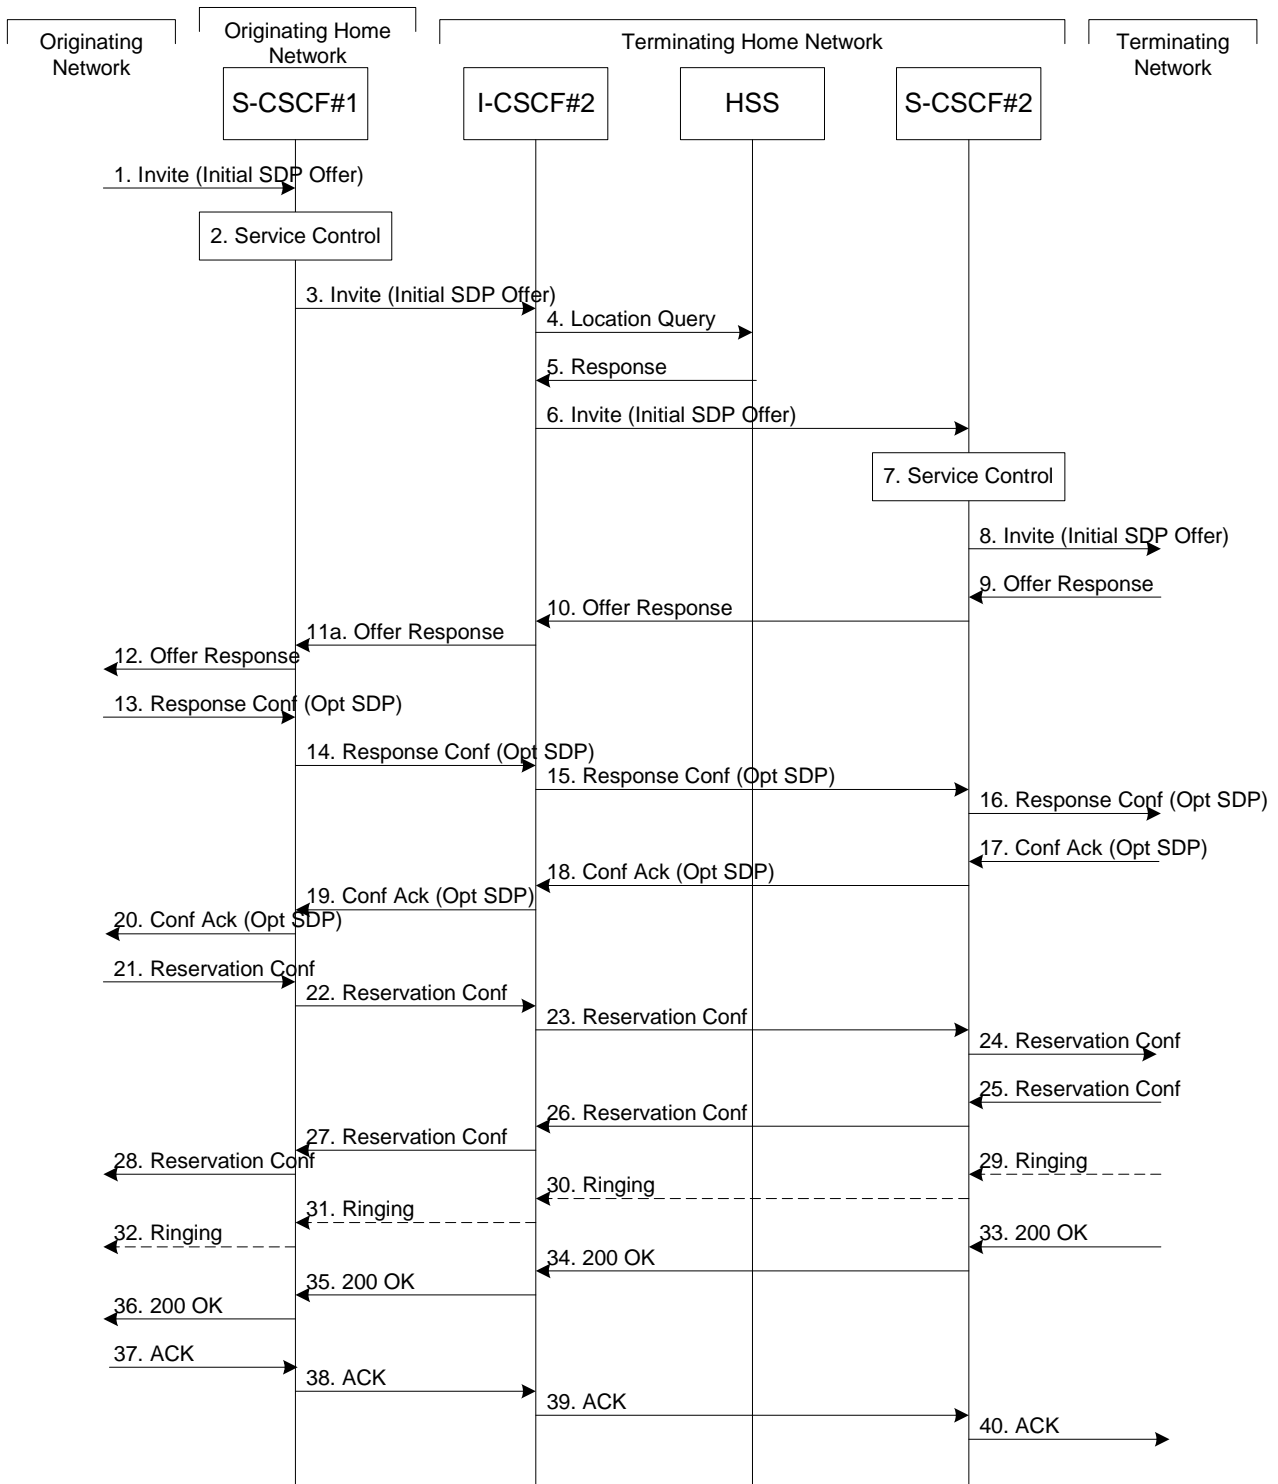 Originating
Network
Originating Home
Network
Terminating Home Network
Terminating
Network
S-CSCF#1
I-CSCF#2
HSS
S-CSCF#2
1. Invite (Initial SDP Offer)
2. Service Control
3. Invite (Initial SDP Offer)
4. Location Query
5. Response
6. Invite (Initial SDP Offer)
7. Service Control
8. Invite (Initial SDP Offer)
9. Offer Response
10. Offer Response
11a. Offer Response
12. Offer Response
13. Response Conf (Opt SDP)
14. Response Conf (Opt SDP)
15. Response Conf (Opt SDP)
16. Response Conf (Opt SDP)
17. Conf Ack (Opt SDP)
18. Conf Ack (Opt SDP)
19. Conf Ack (Opt SDP)
20. Conf Ack (Opt SDP)
21. Reservation Conf
22. Reservation Conf
23. Reservation Conf
24. Reservation Conf
25. Reservation Conf
26. Reservation Conf
27. Reservation Conf
28. Reservation Conf
29. Ringing
30. Ringing
31. Ringing
32. Ringing
33. 200 OK
34. 200 OK
35. 200 OK
36. 200 OK
37. ACK
38. ACK
39. ACK
40. ACK